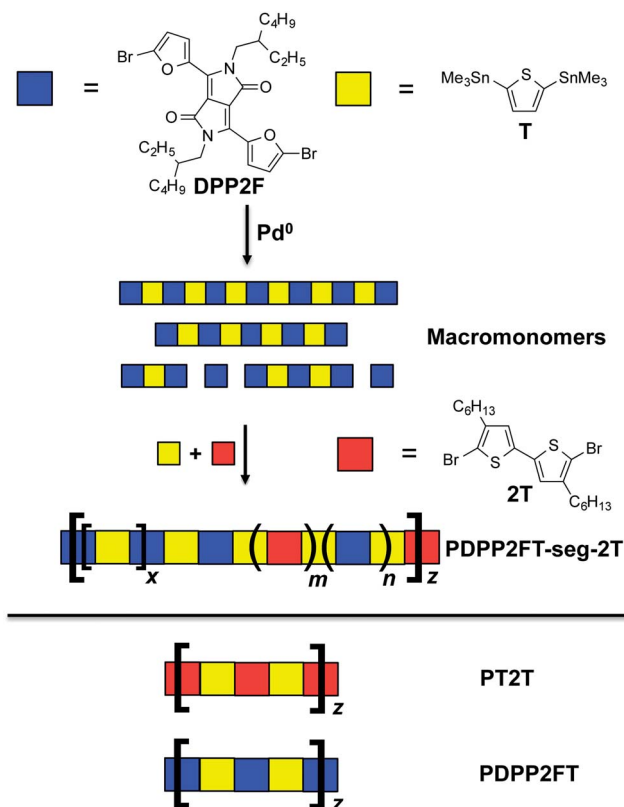 C4H9
Br
O
N
C2H5
O
O
N
O
Br
C2H5
C4H9
DPP2F
=
Me3Sn
S
SnMe3
T
=
Pd0
Macromonomers
+
=
C6H13
S
Br
Br
S
2T
C6H13
[ [ ]x ( )m ( )n ]z
PDPP2FT-seg-2T
[ ]z
PT2T
[ ]z
PDPP2FT